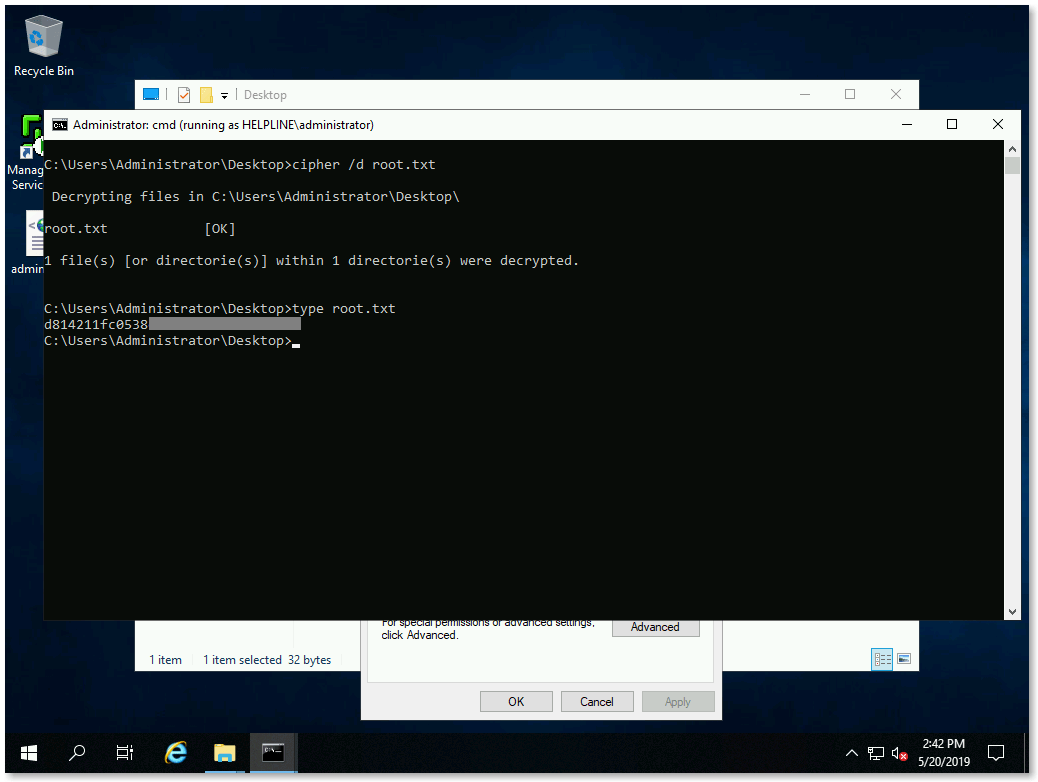 Recycle Bin
Desktop
Administrator: cmd (running as HELPLINE\administrator)
Manag
Servic
admin
C:\Users\Administrator\Desktop>cipher /d root.txt
Decrypting files in C:\Users\Administrator\Desktop\
root.txt [OK]
1 file(s) [or directorie(s)] within 1 directorie(s) were decrypted.
C:\Users\Administrator\Desktop>type root.txt
d814211fc0538
C:\Users\Administrator\Desktop>
For special permissions or advanced settings,
click Advanced.
Advanced
1 item 1 item selected 32 bytes
OK Cancel Apply
2:42 PM
5/20/2019